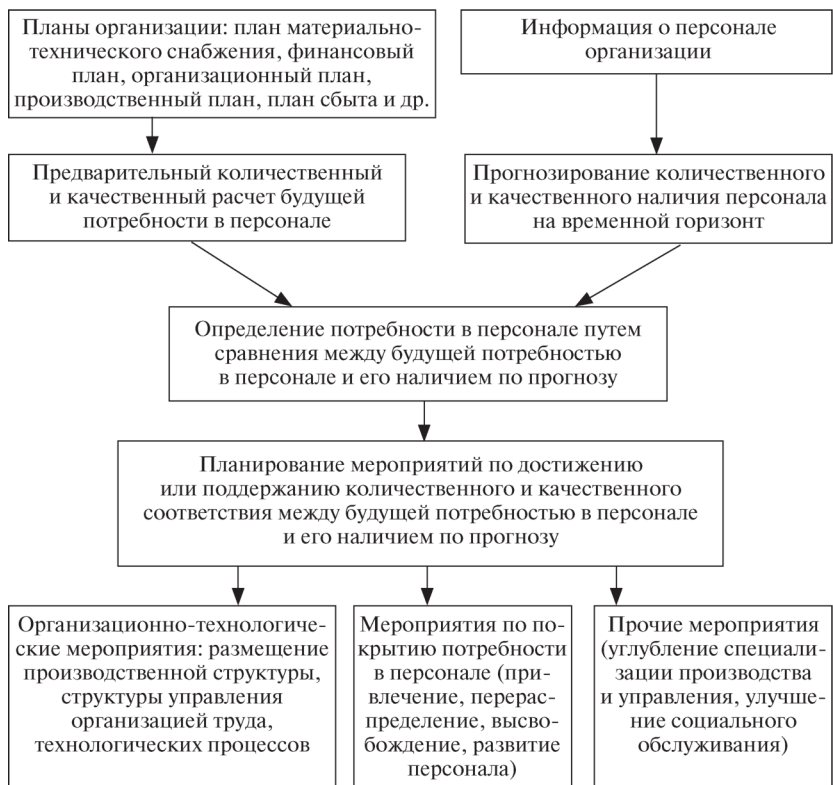 Планы организации: план материально-
технического снабжения, финансовый
план, организационный план,
производственный план, план сбыта и др.
Информация о персонале
организации
Предварительный количественный
и качественный расчет будущей
потребности в персонале
Прогнозирование количественного
и качественного наличия персонала
на временной горизонт
Определение потребности в персонале путем
сравнения между будущей потребностью
в персонале и его наличием по прогнозу
Планирование мероприятий по достижению
или поддержанию количественного и качественного
соответствия между будущей потребностью в персонале
и его наличием по прогнозу
Организационно-технологиче-
ские мероприятия: размещение
производственной структуры,
структуры управления
организацией труда,
технологических процессов
Мероприятия по по-
крытию потребности
в персонале (при-
влечение, перерас-
пределение, высво-
бождение, развитие
персонала)
Прочие мероприятия
(углубление специали-
зации производства
и управления, улучше-
ние социального
обслуживания)